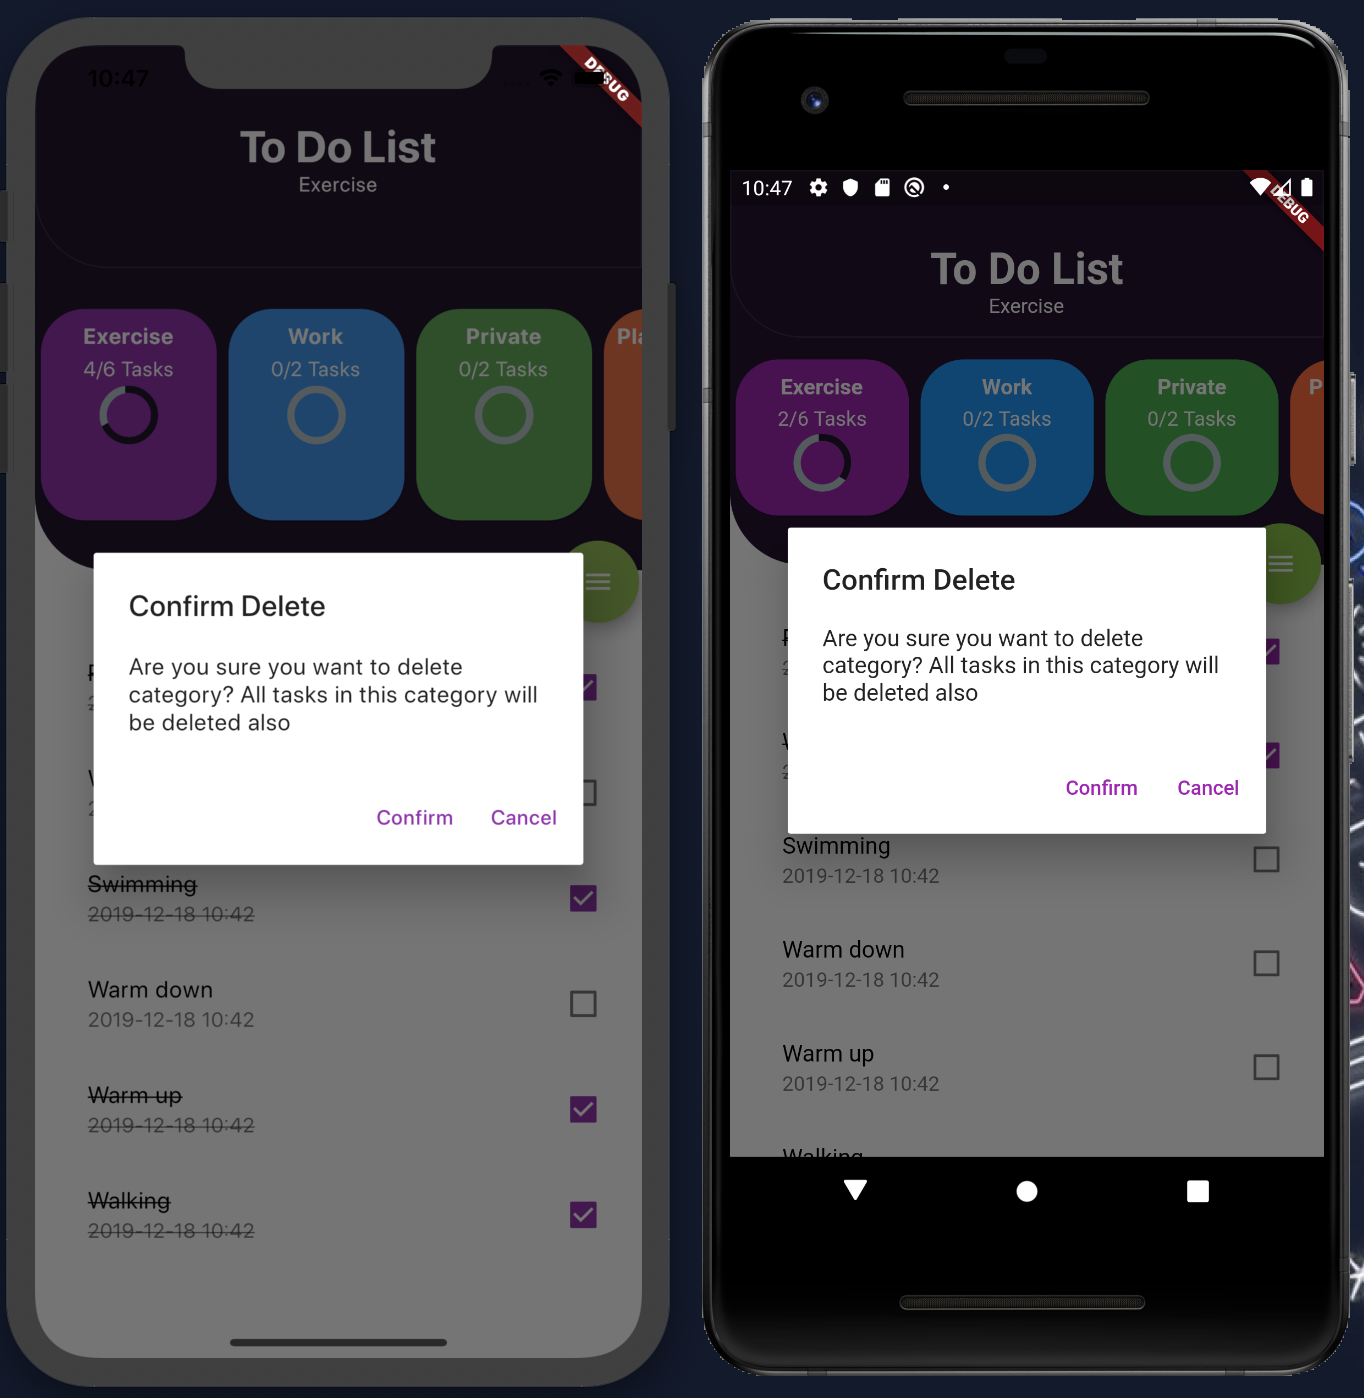 10:47
DEBUG
To Do List
Exercise
Exercise
4/6 Tasks
Work
0/2 Tasks
Private
0/2 Tasks
Confirm Delete
Are you sure you want to delete
category? All tasks in this category will
be deleted also
Confirm Cancel
Swimming
2019-12-18 10:42
Warm down
2019-12-18 10:42
Warm up
2019-12-18 10:42
Walking
2019-12-18 10:42
10:47
DEBUG
To Do List
Exercise
Exercise
2/6 Tasks
Work
0/2 Tasks
Private
0/2 Tasks
P
Confirm Delete
Are you sure you want to delete
category? All tasks in this category will
be deleted also
Confirm Cancel
Swimming
2019-12-18 10:42
Warm down
2019-12-18 10:42
Warm up
2019-12-18 10:42
Walking